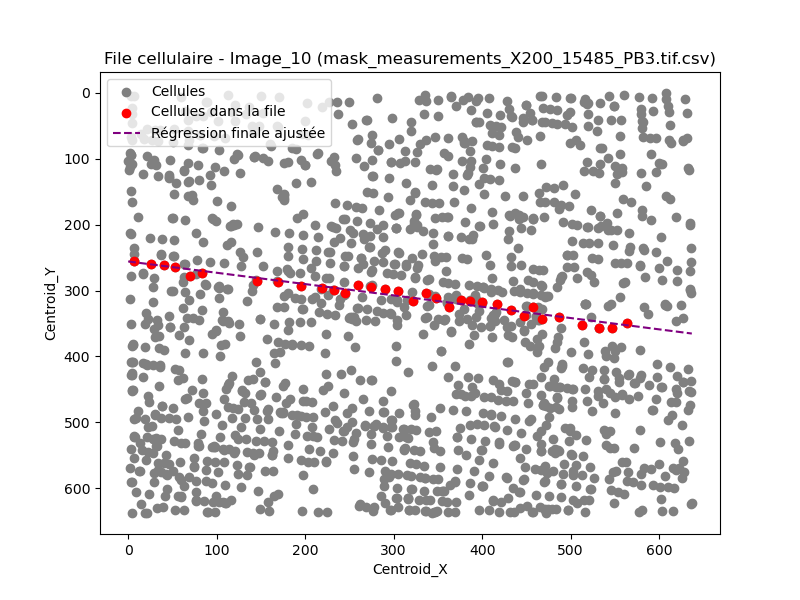 File cellulaire - Image_10 (mask_measurements_X200_15485_PB3.tif.csv)
Cellules
Cellules dans la file
Régression finale ajustée
Centroid_Y
0
100
200
300
400
500
600
0 100 200 300 400 500 600
Centroid_X